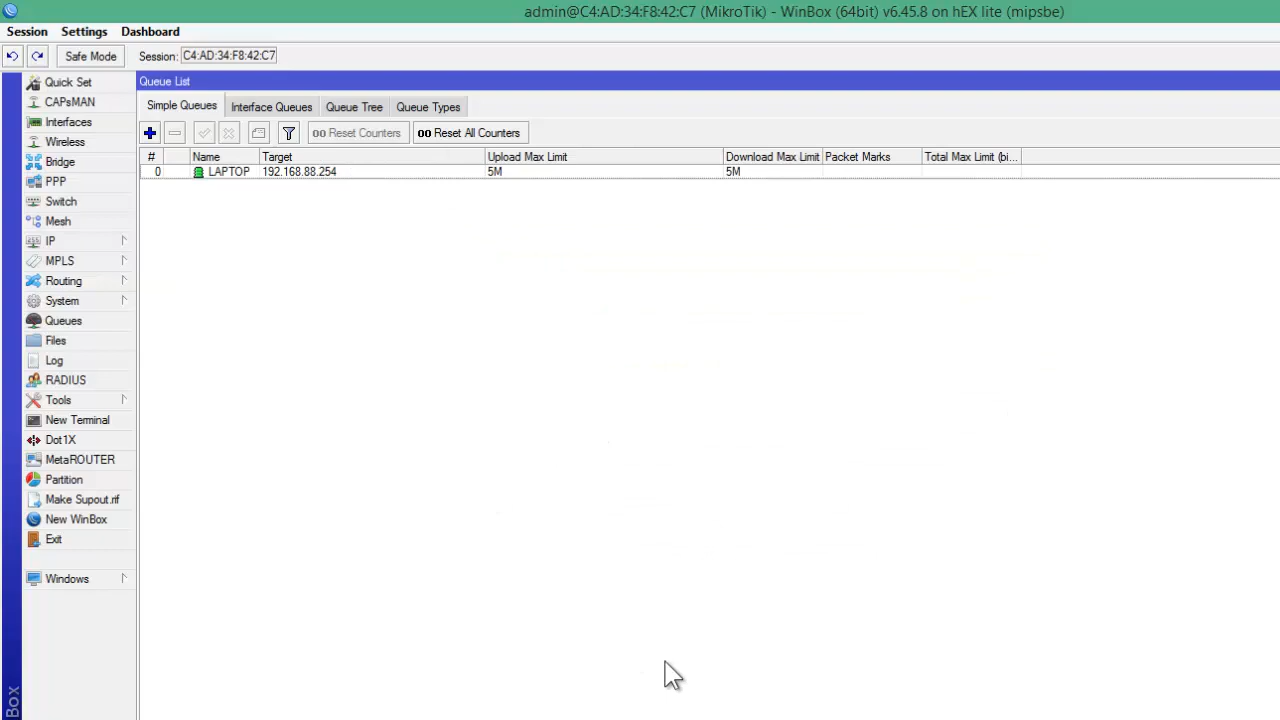 admin@C4:AD:34:F8:42:C7 (MikroTik) - WinBox (64bit) v6.45.8 on hEX lite (mipsbe)
Session Settings Dashboard
Safe Mode Session: C4:AD:34:F8:42:C7
Quick Set
CAPsMAN
Interfaces
Wireless
Bridge
PPP
Switch
Mesh
IP
MPLS
Routing
System
Queues
Files
Log
RADIUS
Tools
New Terminal
Dot1X
MetaROUTER
Partition
Make Supout.rif
New WinBox
Exit
Windows
Box
Queue List
Simple Queues Interface Queues Queue Tree Queue Types
00 Reset Counters 00 Reset All Counters
# Name Target Upload Max Limit Download Max Limit Packet Marks Total Max Limit (bi...
0 LAPTOP 192.168.88.254 5M 5M